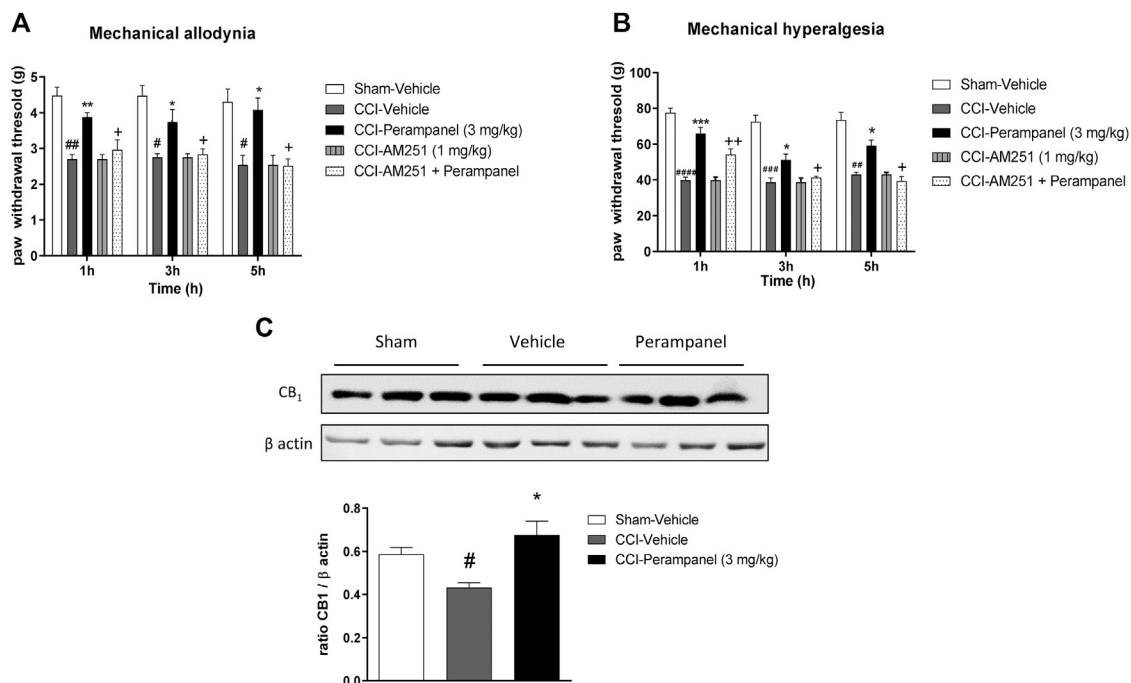 A
Mechanical allodynia
paw withdrawal thresold (g)
5
4
3
2
1
0
##
**
+
#
*
+
#
*
+
1h
3h
5h
Time (h)
Sham-Vehicle
CCI-Vehicle
CCI-Perampanel (3 mg/kg)
CCI-AM251 (1 mg/kg)
CCI-AM251 + Perampanel
B
Mechanical hyperalgesia
paw withdrawal thresold (g)
100
80
60
40
20
0
####
***
++
###
*
+
##
*
+
1h
3h
5h
Time (h)
Sham-Vehicle
CCI-Vehicle
CCI-Perampanel (3 mg/kg)
CCI-AM251 (1 mg/kg)
CCI-AM251 + Perampanel
C
Sham Vehicle Perampanel
CB₁
β actin
ratio CB1 / β actin
0.8
0.6
0.4
0.2
0.0
#
*
Sham-Vehicle
CCI-Vehicle
CCI-Perampanel (3 mg/kg)